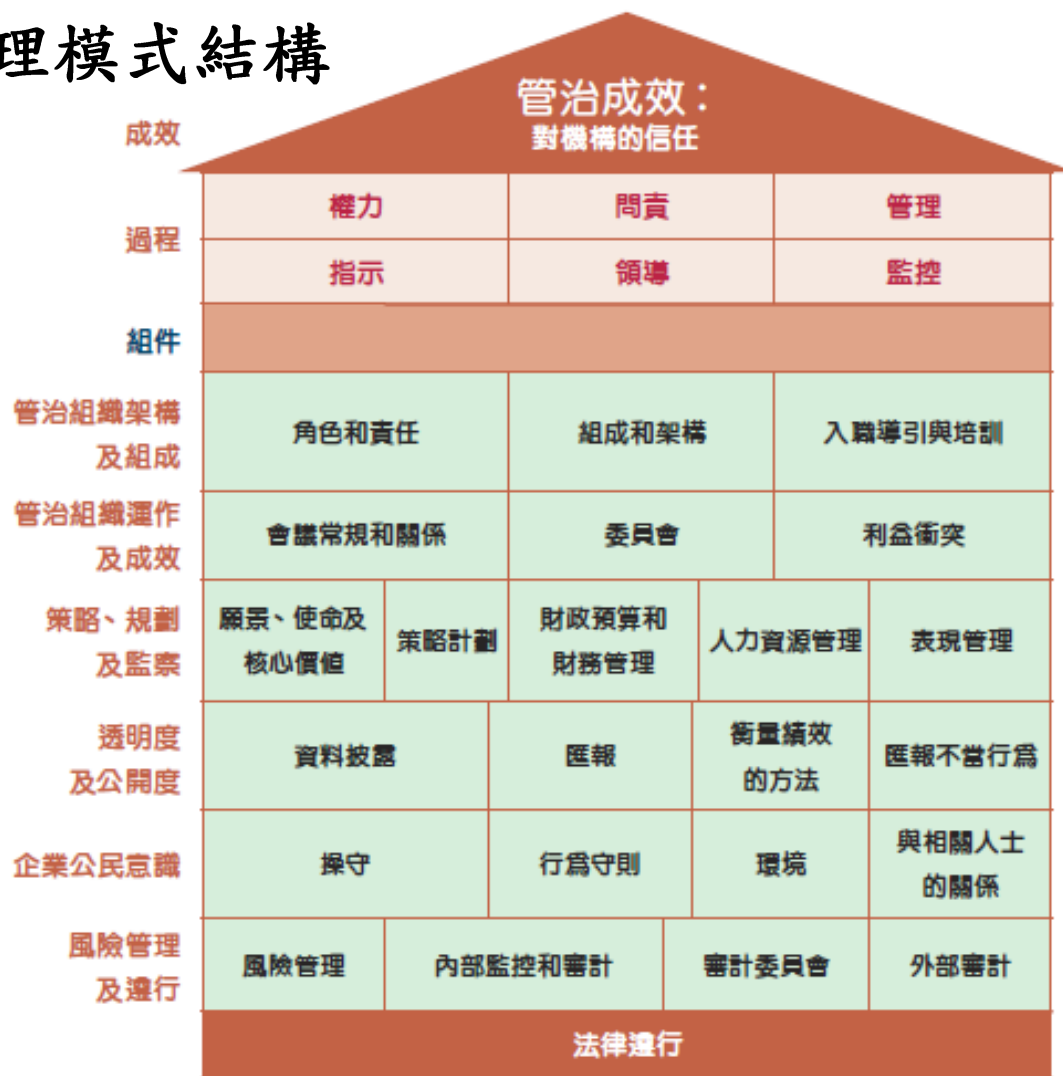 理模式結構
管治成效：
對機構的信任
成效
過程
權力 問責 管理
指示 領導 監控
組件
管治組織架構
及組成
角色和責任 組成和架構 入職導引與培訓
管治組織運作
及成效
會議常規和關係 委員會 利益衝突
策略、規劃
及監察
願景、使命及
核心價值
策略計劃
財政預算和
財務管理
人力資源管理 表現管理
透明度
及公開度
資料披露 匯報
衡量績效
的方法
匯報不當行為
企業公民意識
操守 行為守則 環境
與相關人士
的關係
風險管理
及遵行
風險管理 內部監控和審計 審計委員會 外部審計
法律遵行